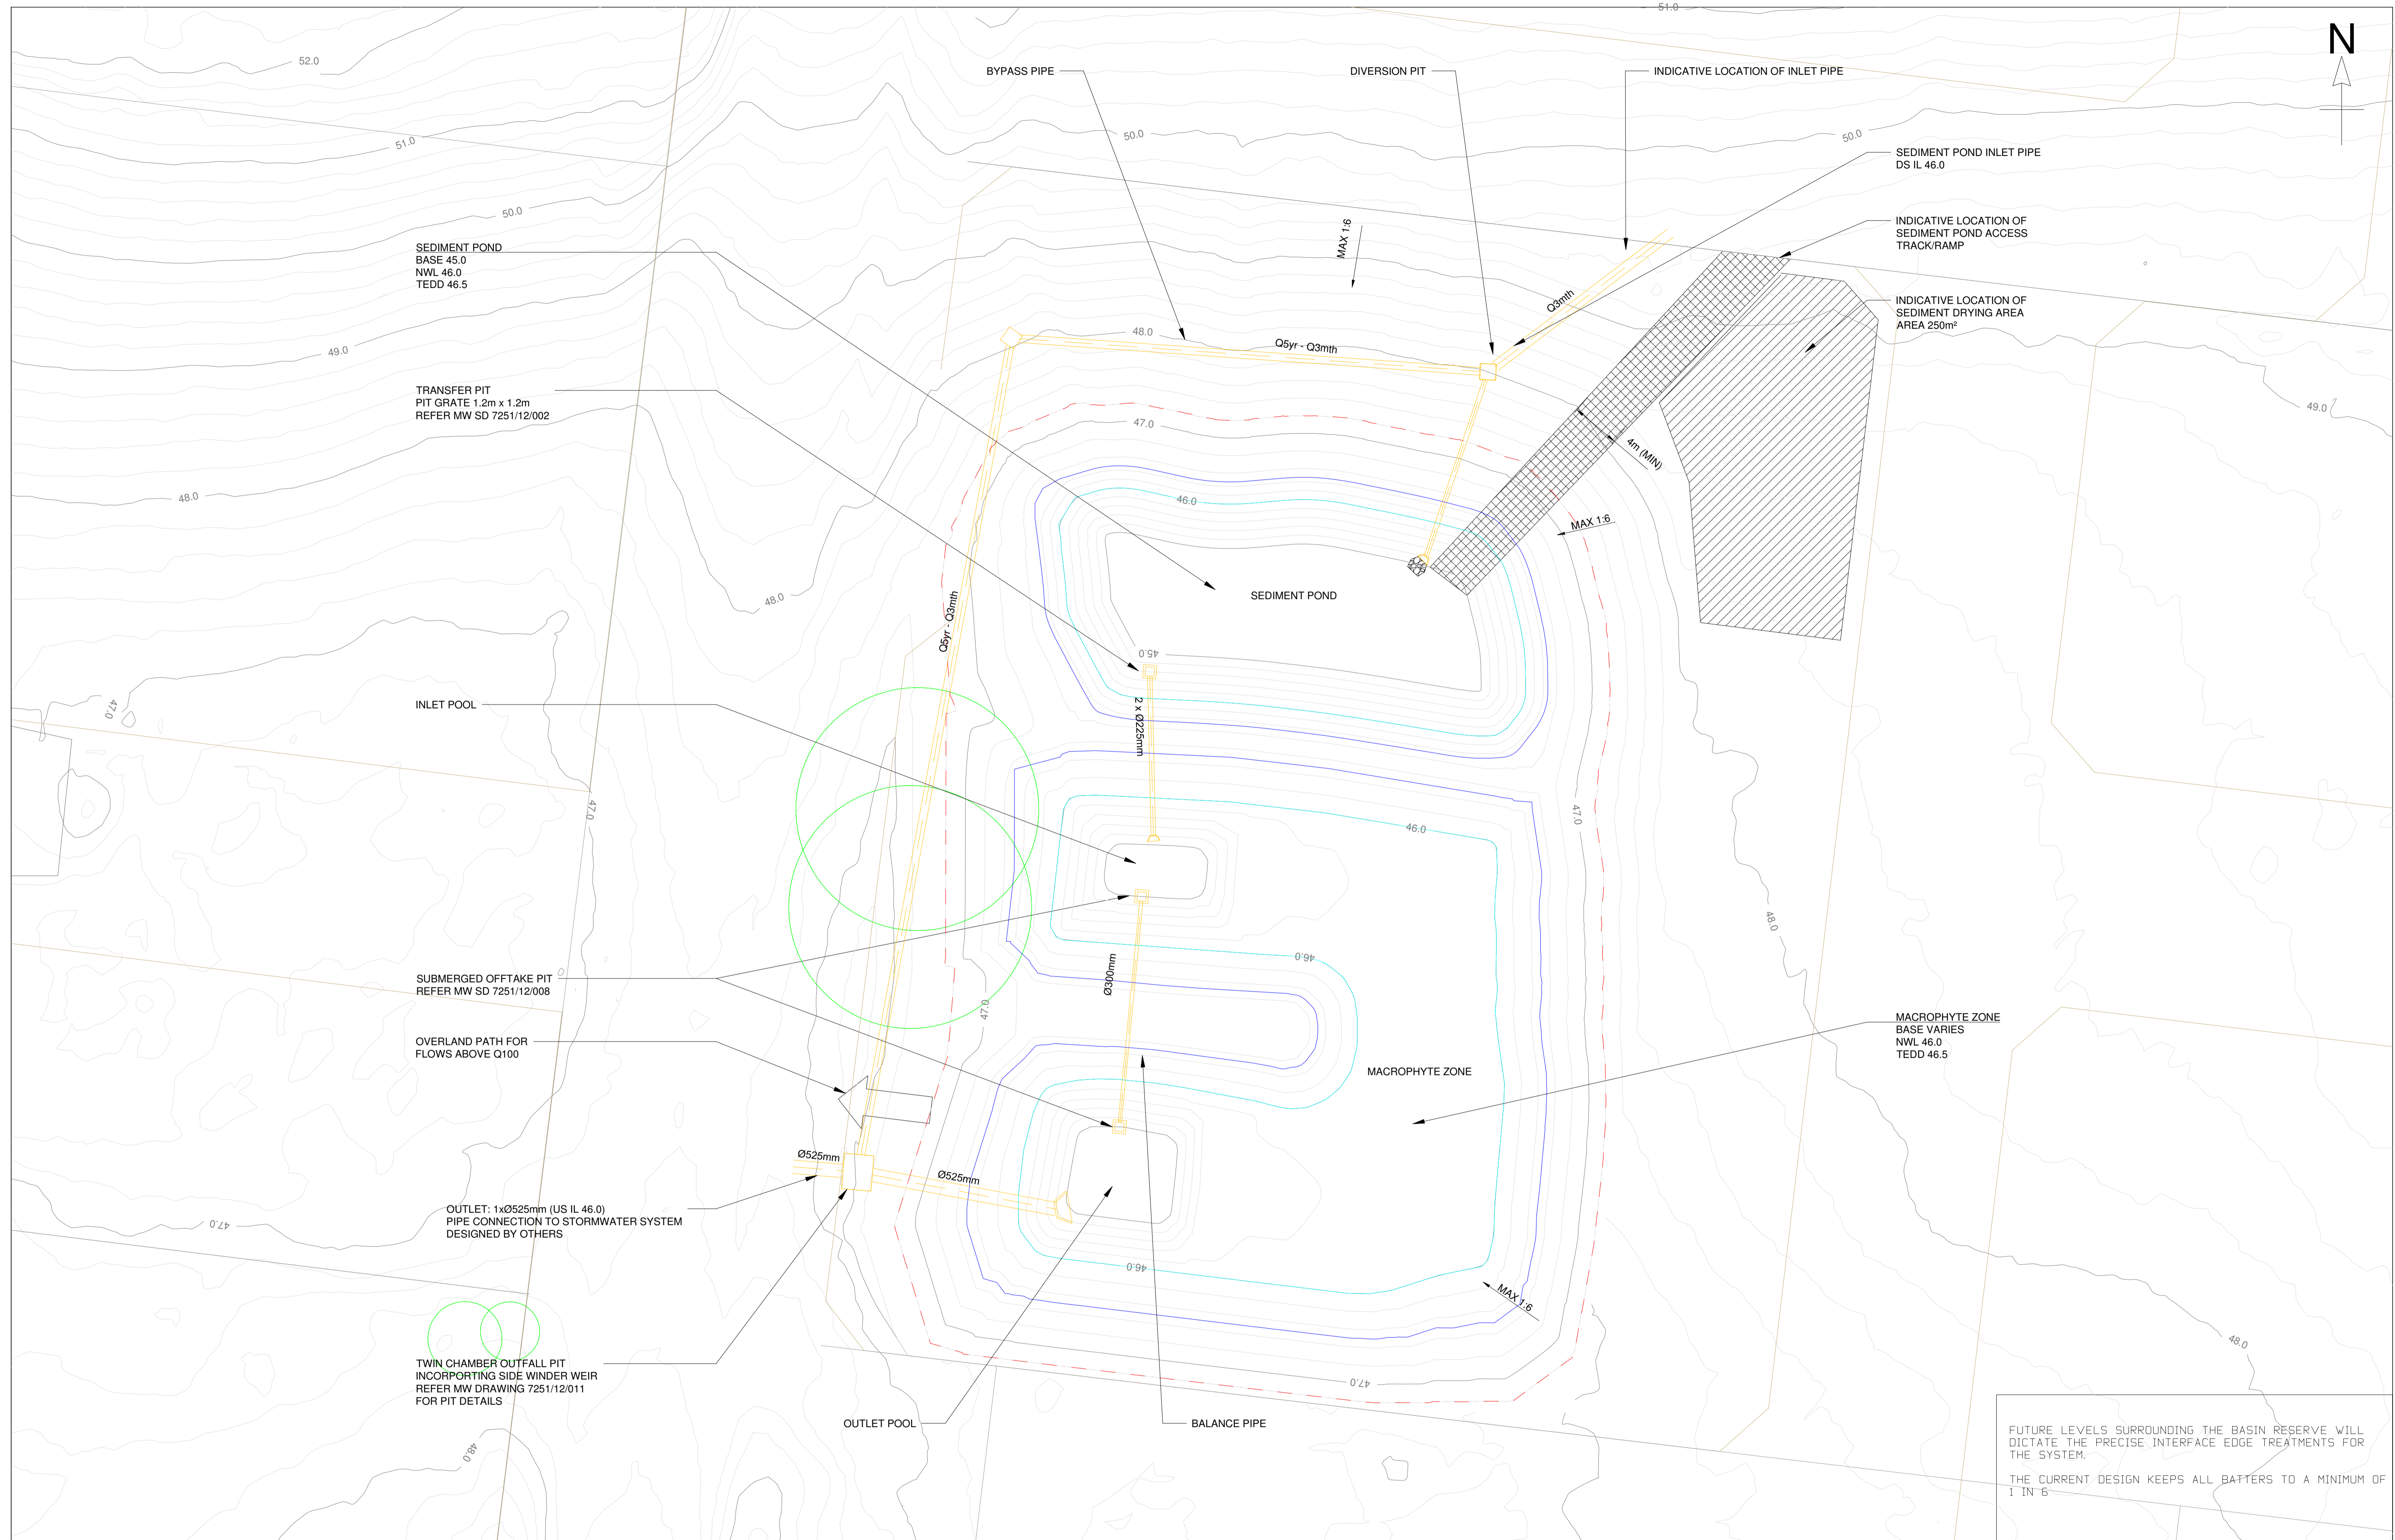 51.0
N
52.0
BYPASS PIPE
DIVERSION PIT
INDICATIVE LOCATION OF INLET PIPE
50.0
50.0
51.0
SEDIMENT POND INLET PIPE
DS IL 46.0
50.0
MAX 1:6
INDICATIVE LOCATION OF
SEDIMENT POND ACCESS
TRACK/RAMP
SEDIMENT POND
BASE 45.0
NWL 46.0
TEDD 46.5
Q3mth
INDICATIVE LOCATION OF
SEDIMENT DRYING AREA
AREA 250m²
48.0
Q5yr - Q3mth
49.0
TRANSFER PIT
PIT GRATE 1.2m x 1.2m
REFER MW SD 7251/12/002
49.0
47.0
4m (MIN)
48.0
46.0
MAX 1:6
48.0
SEDIMENT POND
Q5yr - Q3mth
45.0
INLET POOL
47.0
2 x Ø225mm
47.0
47.0
46.0
48.0
46.0
SUBMERGED OFFTAKE PIT
REFER MW SD 7251/12/008
Ø300mm
47.0
MACROPHYTE ZONE
BASE VARIES
NWL 46.0
TEDD 46.5
OVERLAND PATH FOR
FLOWS ABOVE Q100
MACROPHYTE ZONE
Ø525mm
Ø525mm
OUTLET: 1xØ525mm (US IL 46.0)
PIPE CONNECTION TO STORMWATER SYSTEM
DESIGNED BY OTHERS
47.0
46.0
MAX 1:6
48.0
TWIN CHAMBER OUTFALL PIT
INCORPORTING SIDE WINDER WEIR
REFER MW DRAWING 7251/12/011
FOR PIT DETAILS
47.0
OUTLET POOL
BALANCE PIPE
48.0
FUTURE LEVELS SURROUNDING THE BASIN RESERVE WILL
DICTATE THE PRECISE INTERFACE EDGE TREATMENTS FOR
THE SYSTEM.
THE CURRENT DESIGN KEEPS ALL BATTERS TO A MINIMUM OF
1 IN 6